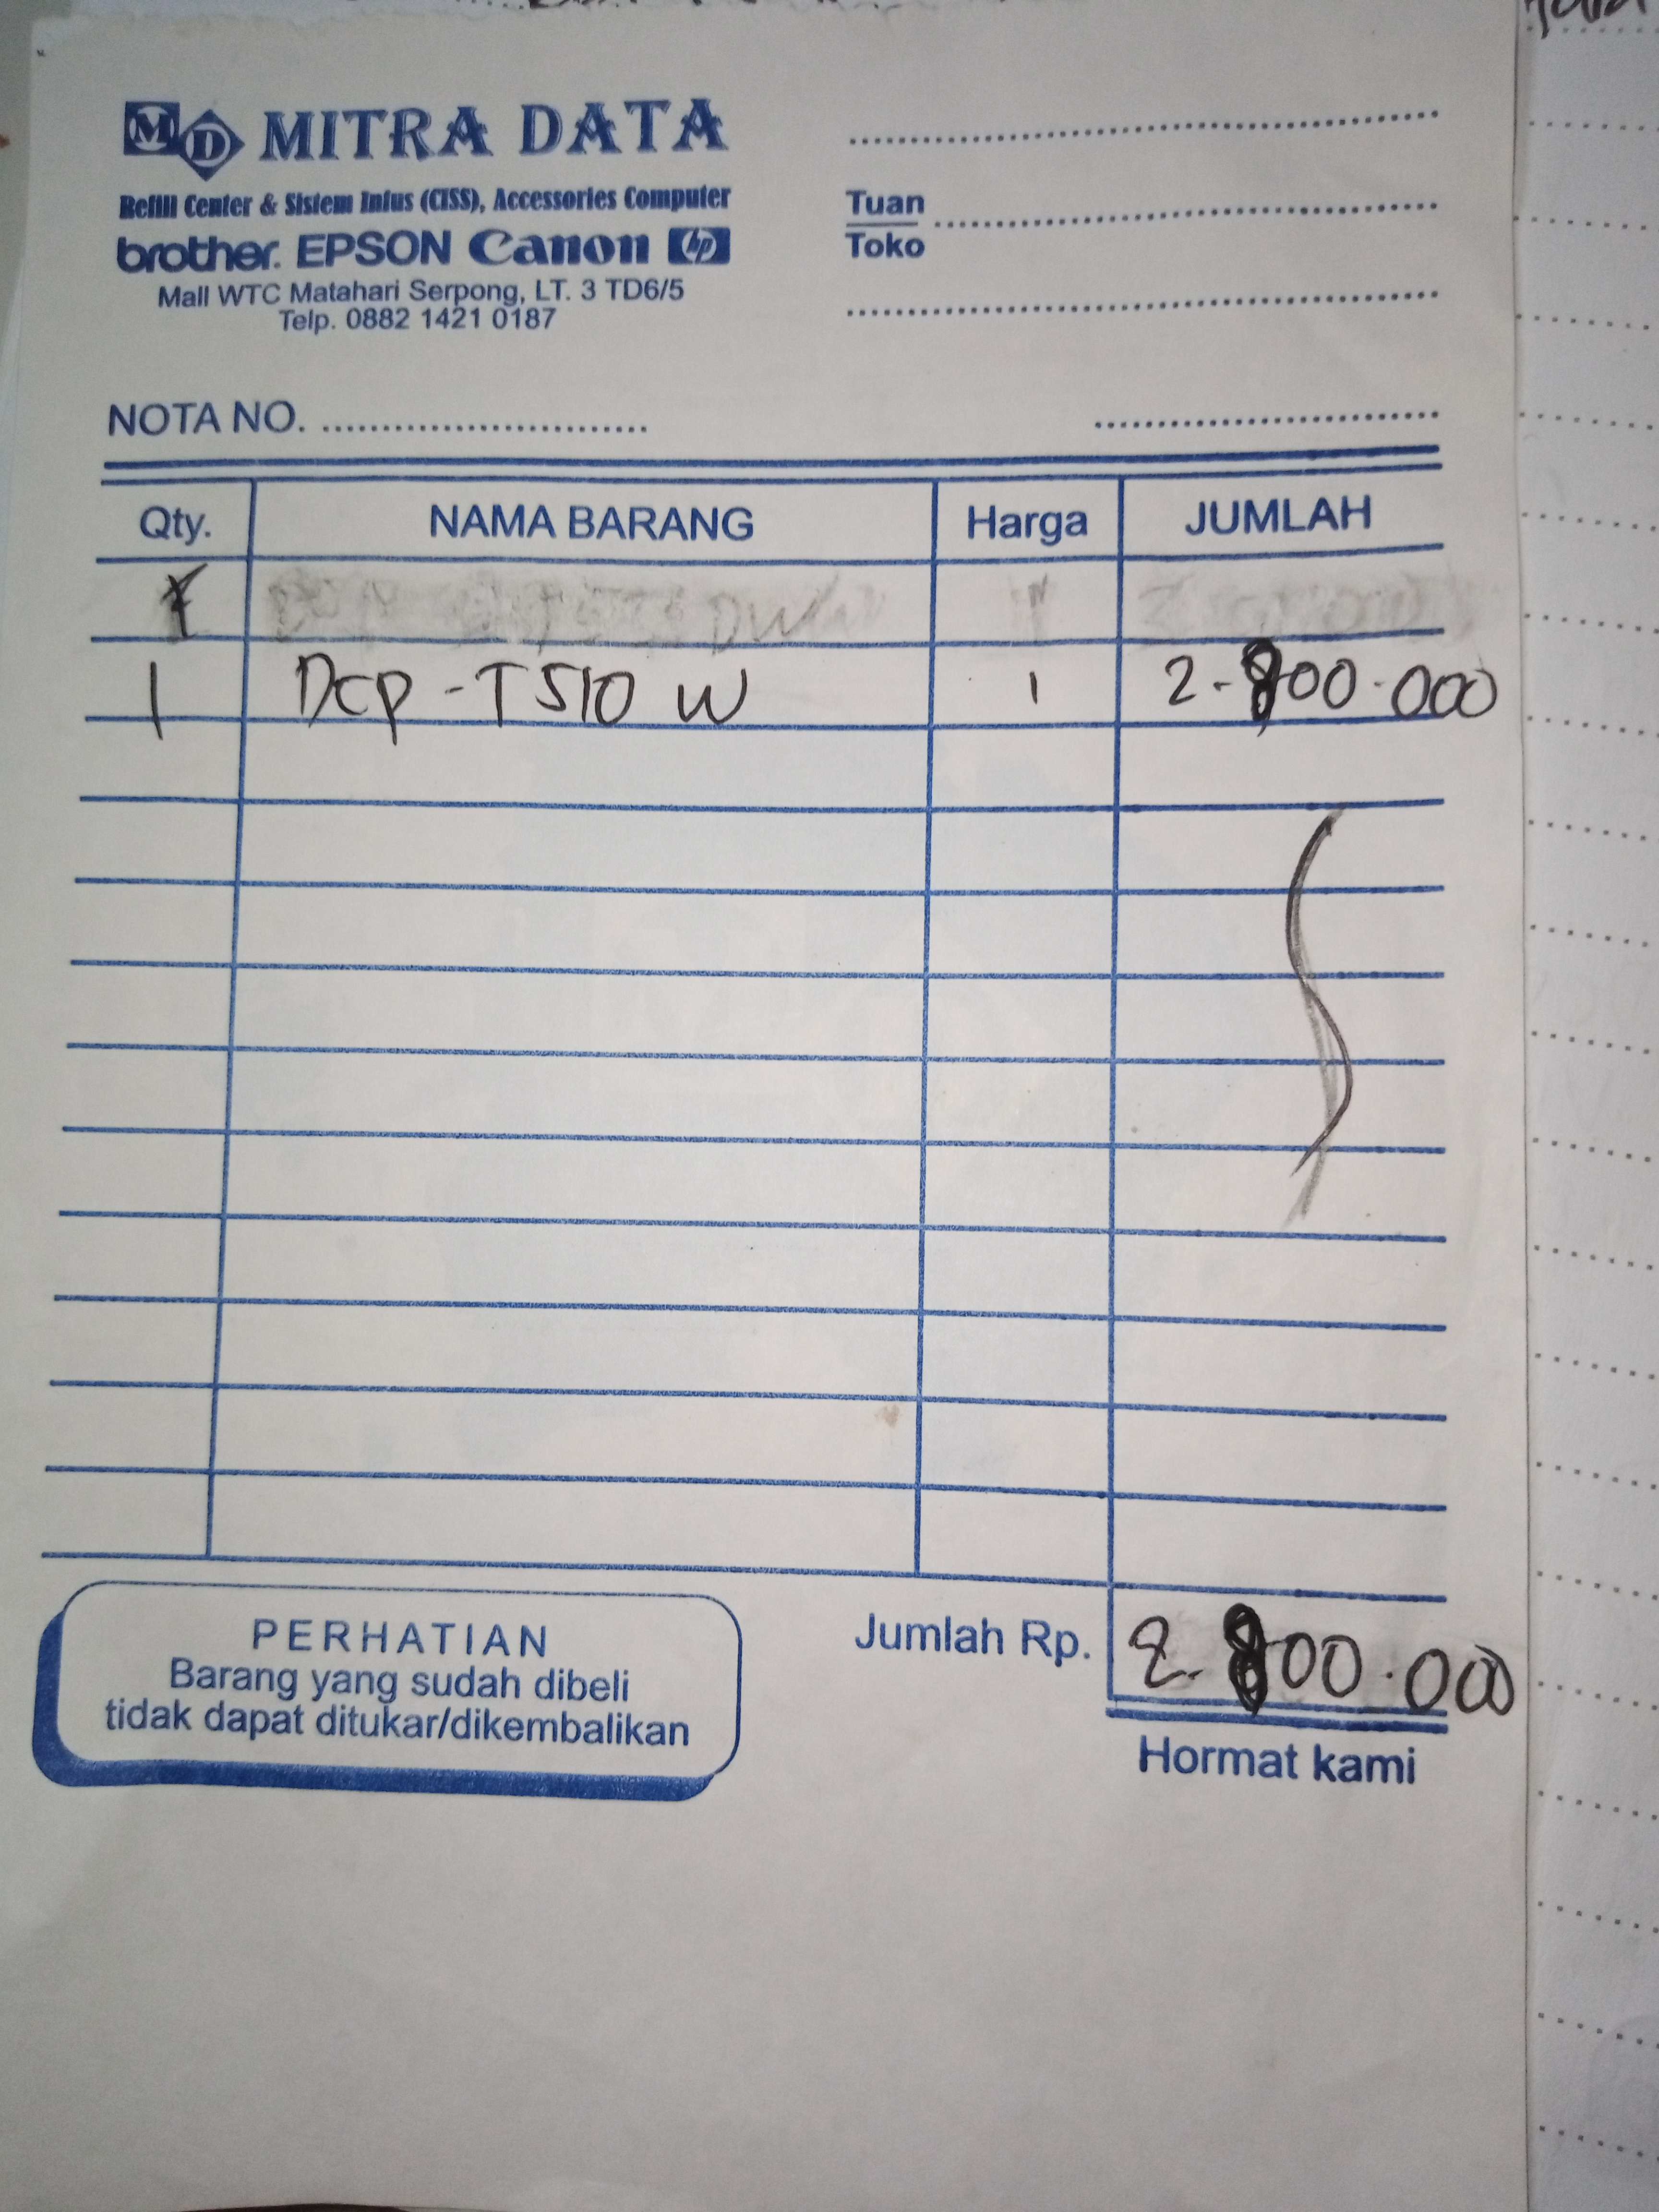 MD MITRA DATA
Refill Center & Sistem Infus (CISS), Accessories Computer
brother. EPSON Canon hp
Mall WTC Matahari Serpong, LT. 3 TD6/5
Telp. 0882 1421 0187
Tuan
Toko
NOTA NO.
Qty. NAMA BARANG Harga JUMLAH
1 DCP-T510 W 1 2.800.000
Jumlah Rp. 2.800.000
PERHATIAN
Barang yang sudah dibeli
tidak dapat ditukar/dikembalikan
Hormat kami